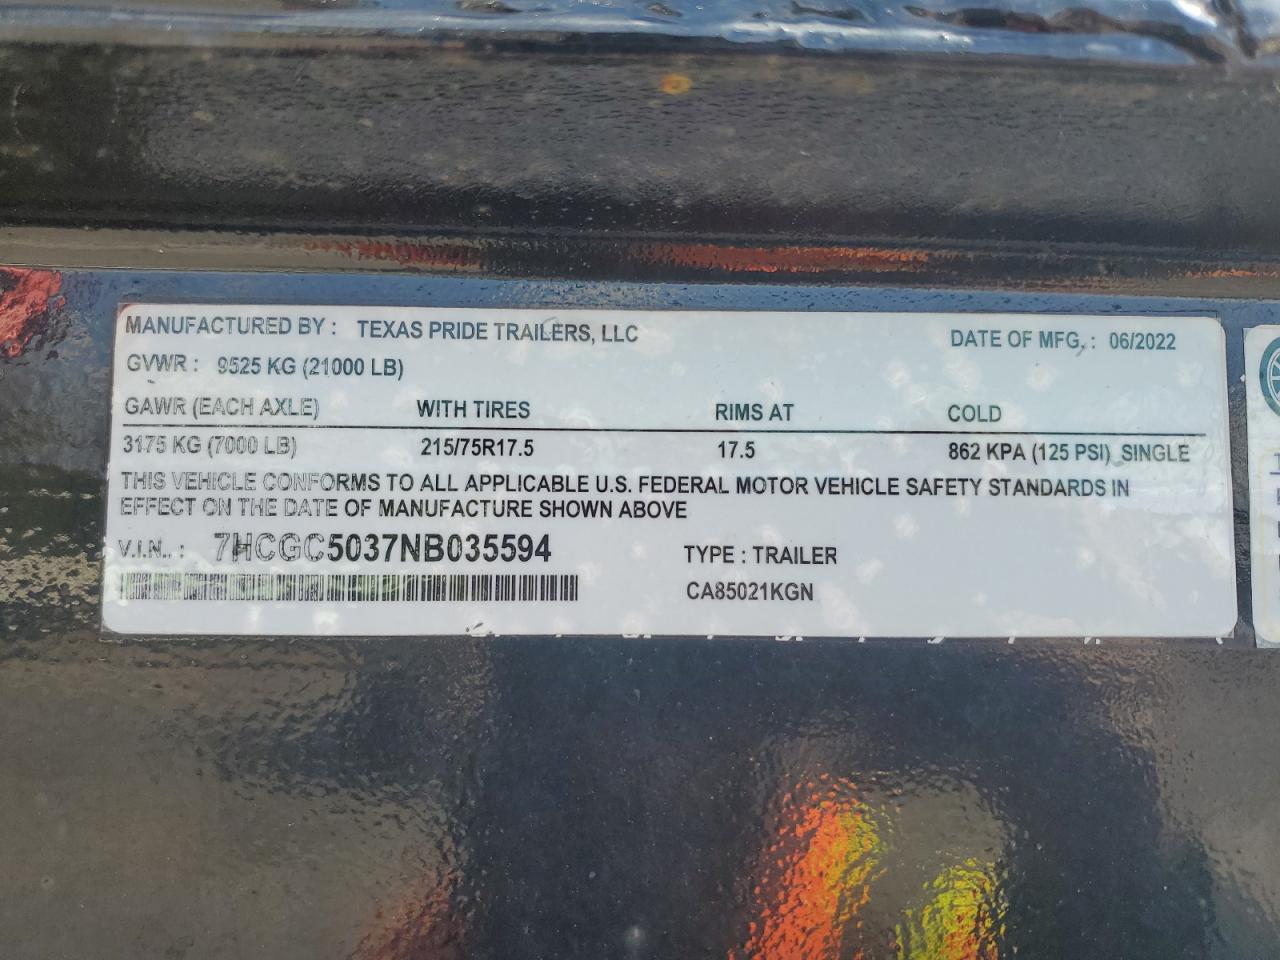 MANUFACTURED BY : TEXAS PRIDE TRAILERS, LLC DATE OF MFG. : 06/2022
GVWR : 9525 KG (21000 LB)
GAWR (EACH AXLE) WITH TIRES RIMS AT COLD
3175 KG (7000 LB) 215/75R17.5 17.5 862 KPA (125 PSI) SINGLE
THIS VEHICLE CONFORMS TO ALL APPLICABLE U.S. FEDERAL MOTOR VEHICLE SAFETY STANDARDS IN
EFFECT ON THE DATE OF MANUFACTURE SHOWN ABOVE
V.I.N.. : 7HCGC5037NB035594 TYPE : TRAILER
CA85021KGN